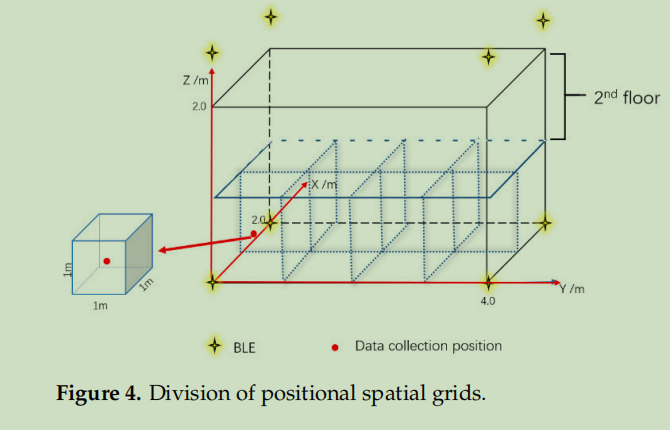 Z /m
2.0
2nd floor
X /m
2.0
1m
1m
1m
4.0
Y /m
BLE
Data collection position
Figure 4. Division of positional spatial grids.